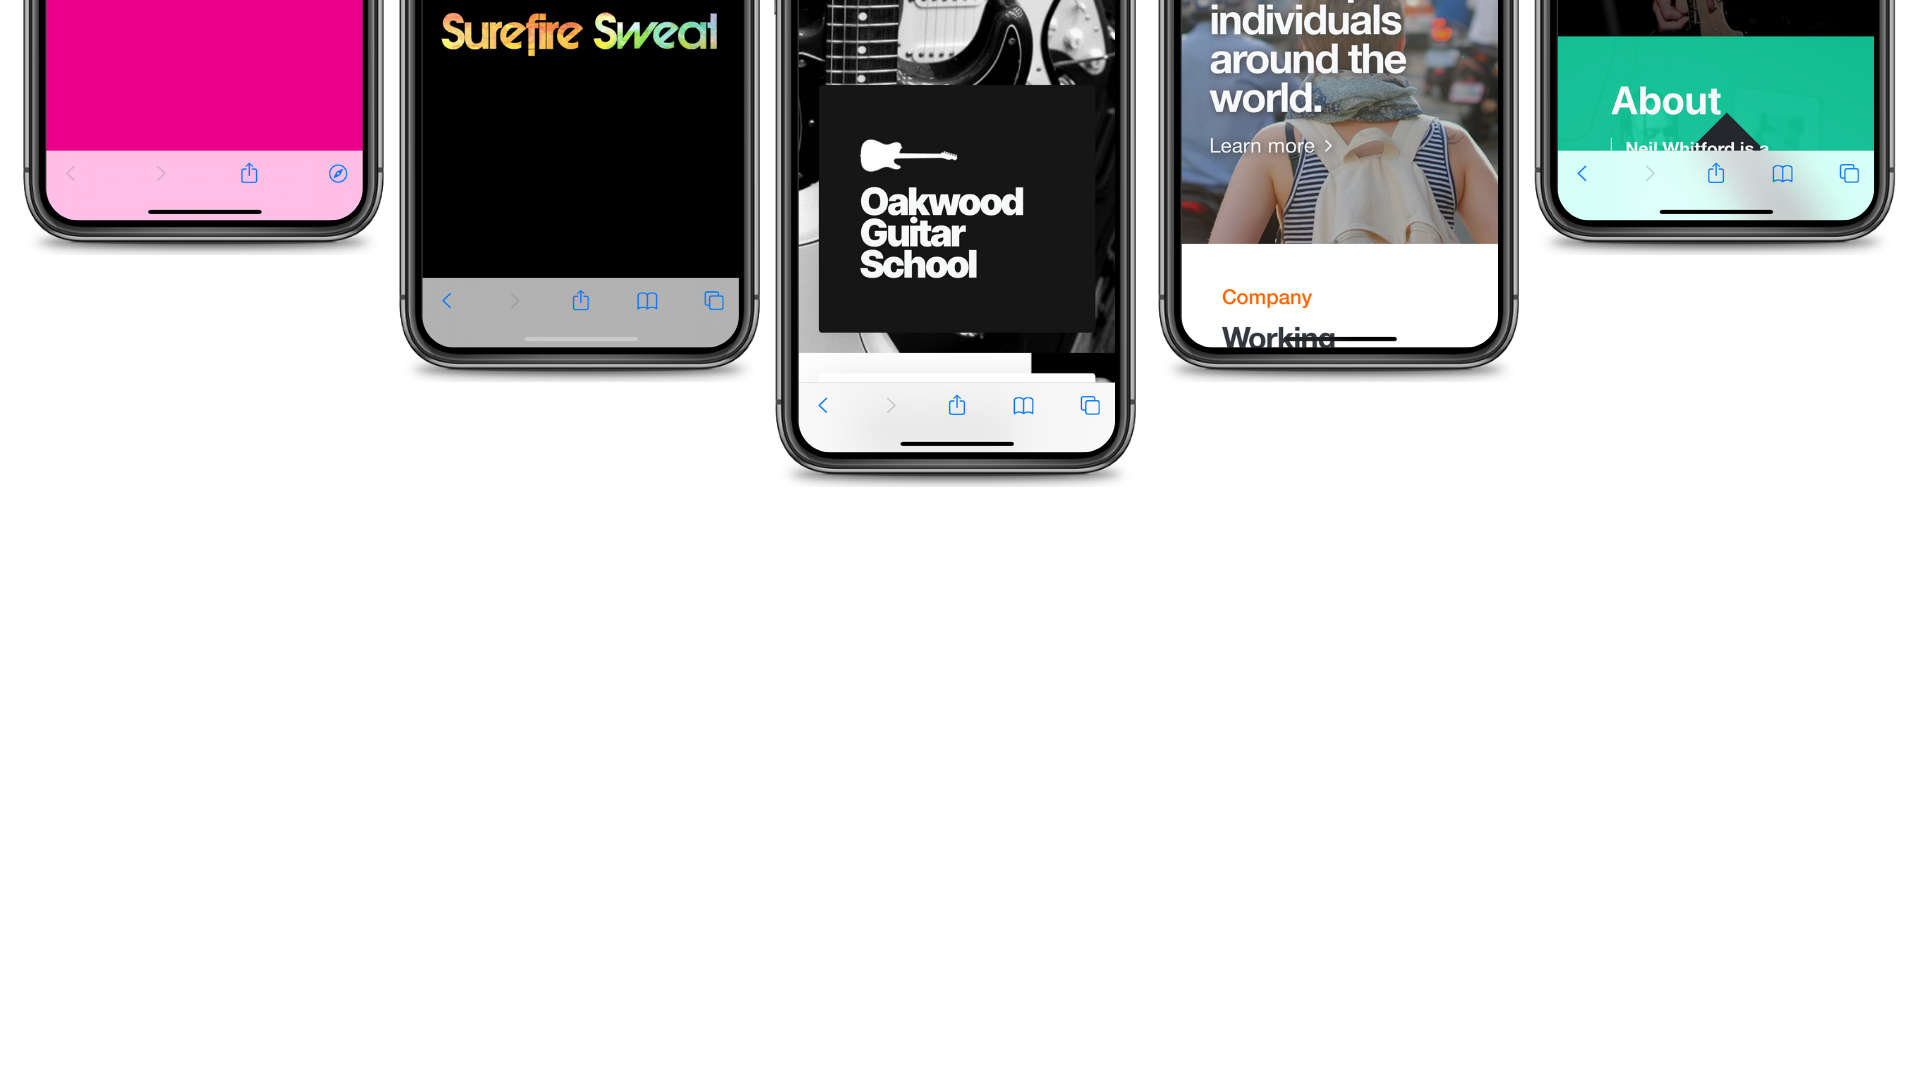 Surefire Sweat
Oakwood
Guitar
School
individuals
around the
world.
Learn more
Company
Working
About
Neil Whitford is a